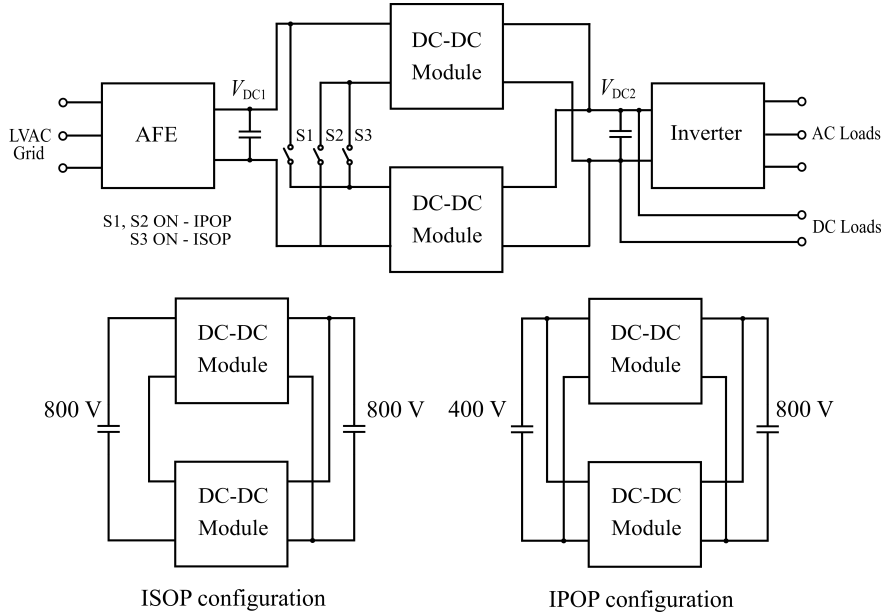 DC-DC
Module
V_DC1
V_DC2
LVAC
Grid
AFE
S1 S2 S3
Inverter
AC Loads
DC-DC
Module
S1, S2 ON - IPOP
S3 ON - ISOP
DC Loads
DC-DC
Module
800 V
800 V
DC-DC
Module
ISOP configuration
DC-DC
Module
400 V
800 V
DC-DC
Module
IPOP configuration